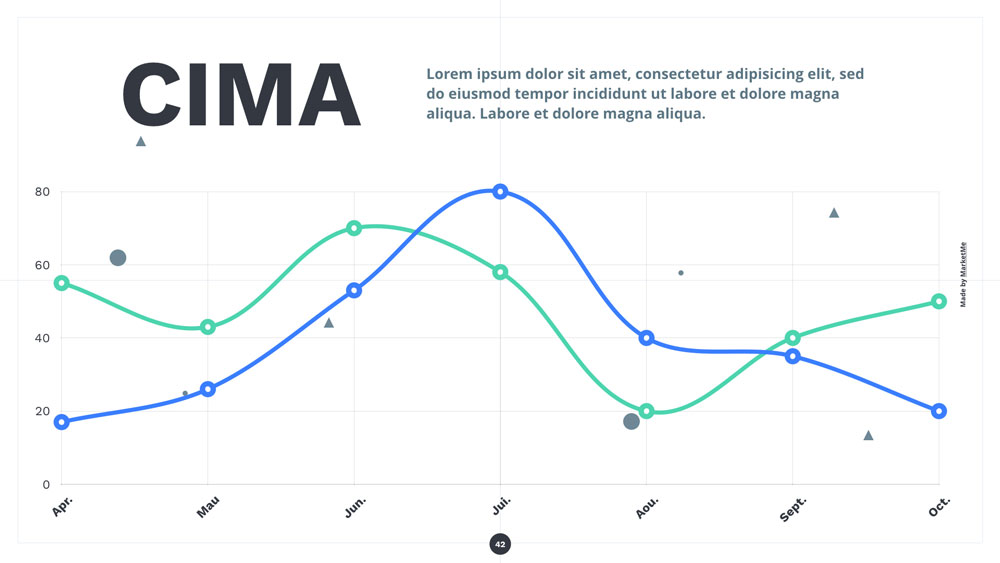 CIMA
Lorem ipsum dolor sit amet, consectetur adipisicing elit, sed
do eiusmod tempor incididunt ut labore et dolore magna
aliqua. Labore et dolore magna aliqua.
80
60
40
20
0
Apr.
Mau
Jun.
Jui.
Aou.
Sept.
Oct.
Made by MarketMe
42